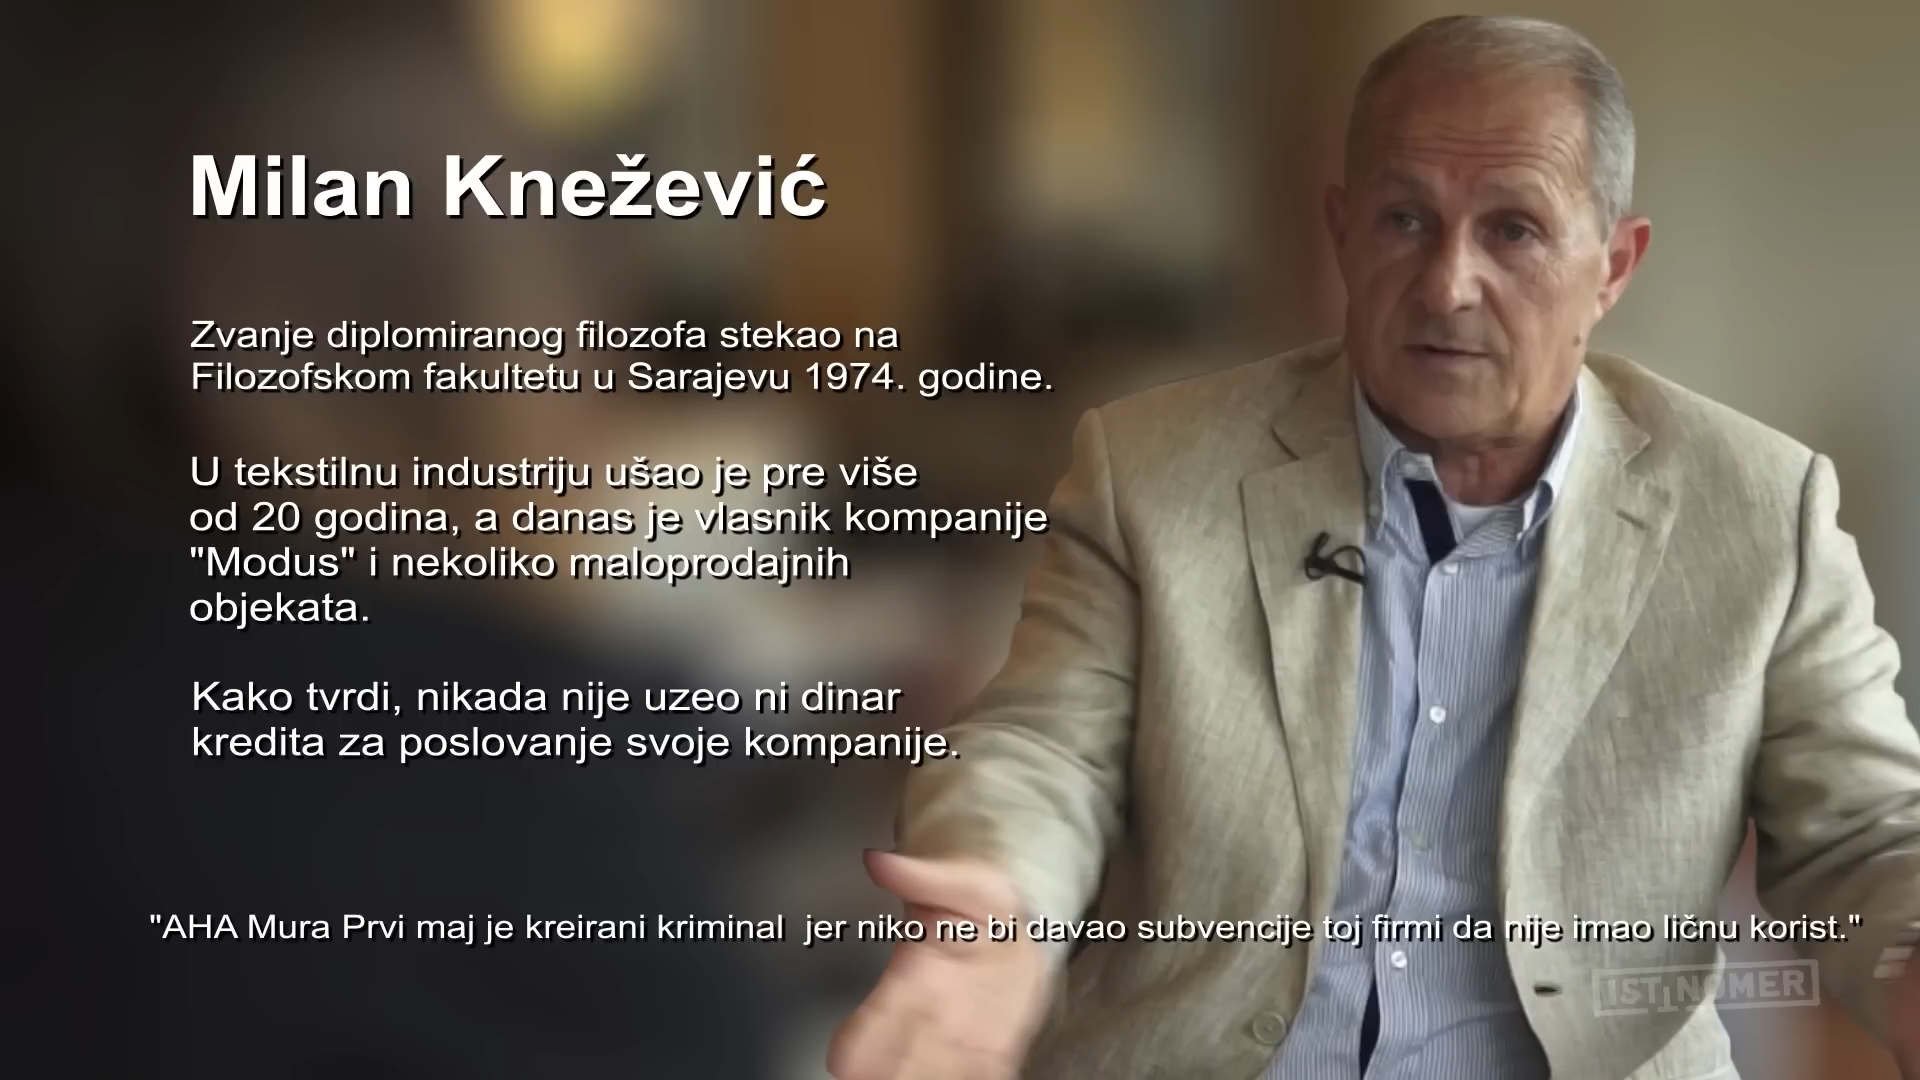 Milan Knežević
Zvanje diplomiranog filozofa stekao na
Filozofskom fakultetu u Sarajevu 1974. godine.
U tekstilnu industriju ušao je pre više
od 20 godina, a danas je vlasnik kompanije
"Modus" i nekoliko maloprodajnih
objekata.
Kako tvrdi, nikada nije uzeo ni dinar
kredita za poslovanje svoje kompanije.
"AHA Mura Prvi maj je kreirani kriminal  jer niko ne bi davao subvencije toj firmi da nije imao ličnu korist."
ISTINOMER